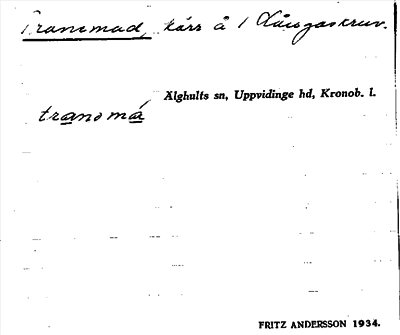 Tranemad, kärr å 1 Låsgaskruv.
Älghults sn, Uppvidinge hd, Kronob. l.
tranomá
FRITZ ANDERSSON 1934.